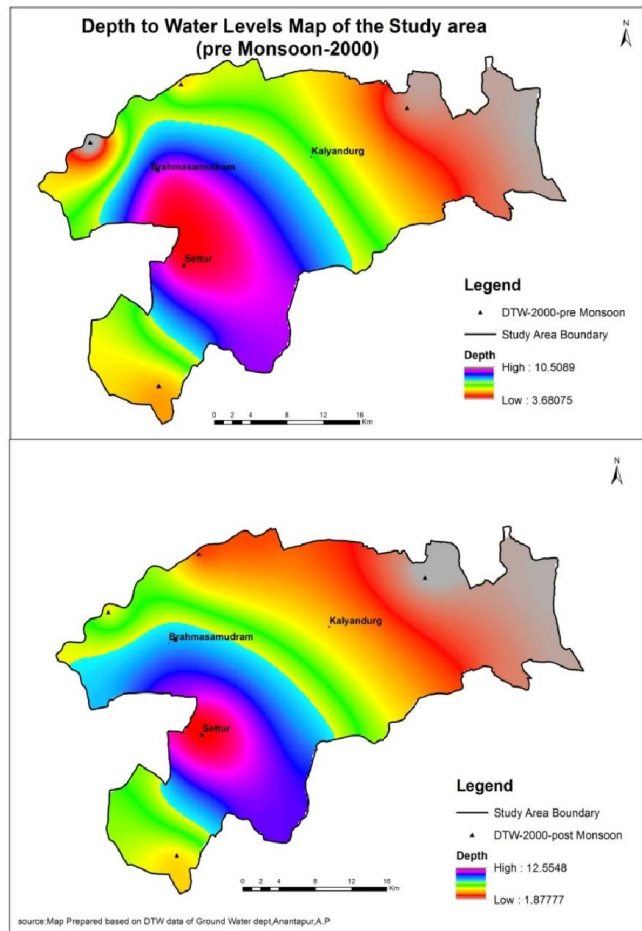 Depth to Water Levels Map of the Study area
(pre Monsoon-2000)
N
Kalyandurg
Brahmasamudram
Settur
Legend
DTW-2000-pre Monsoon
Study Area Boundary
Depth
High : 10.5089
Low : 3.68075
0 2 4 8 12 16
Km
N
Kalyandurg
Brahmasamudram
Settur
Legend
Study Area Boundary
DTW-2000-post Monsoon
Depth
High : 12.5548
Low : 1.87777
0 2 4 8 12 16
Km
source:Map Prepared based on DTW data of Ground Water dept,Anantapur,A.P